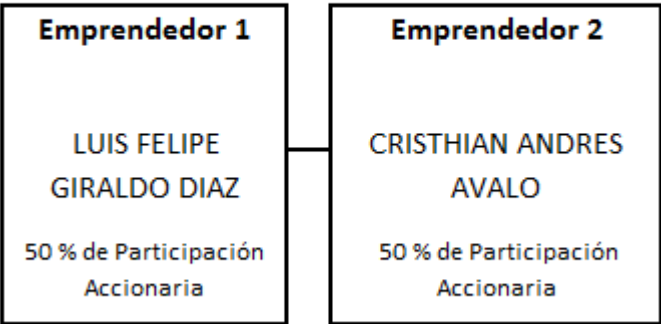 Emprendedor 1
LUIS FELIPE
GIRALDO DIAZ
50 % de Participación
Accionaria
Emprendedor 2
CRISTHIAN ANDRES
AVALO
50 % de Participación
Accionaria